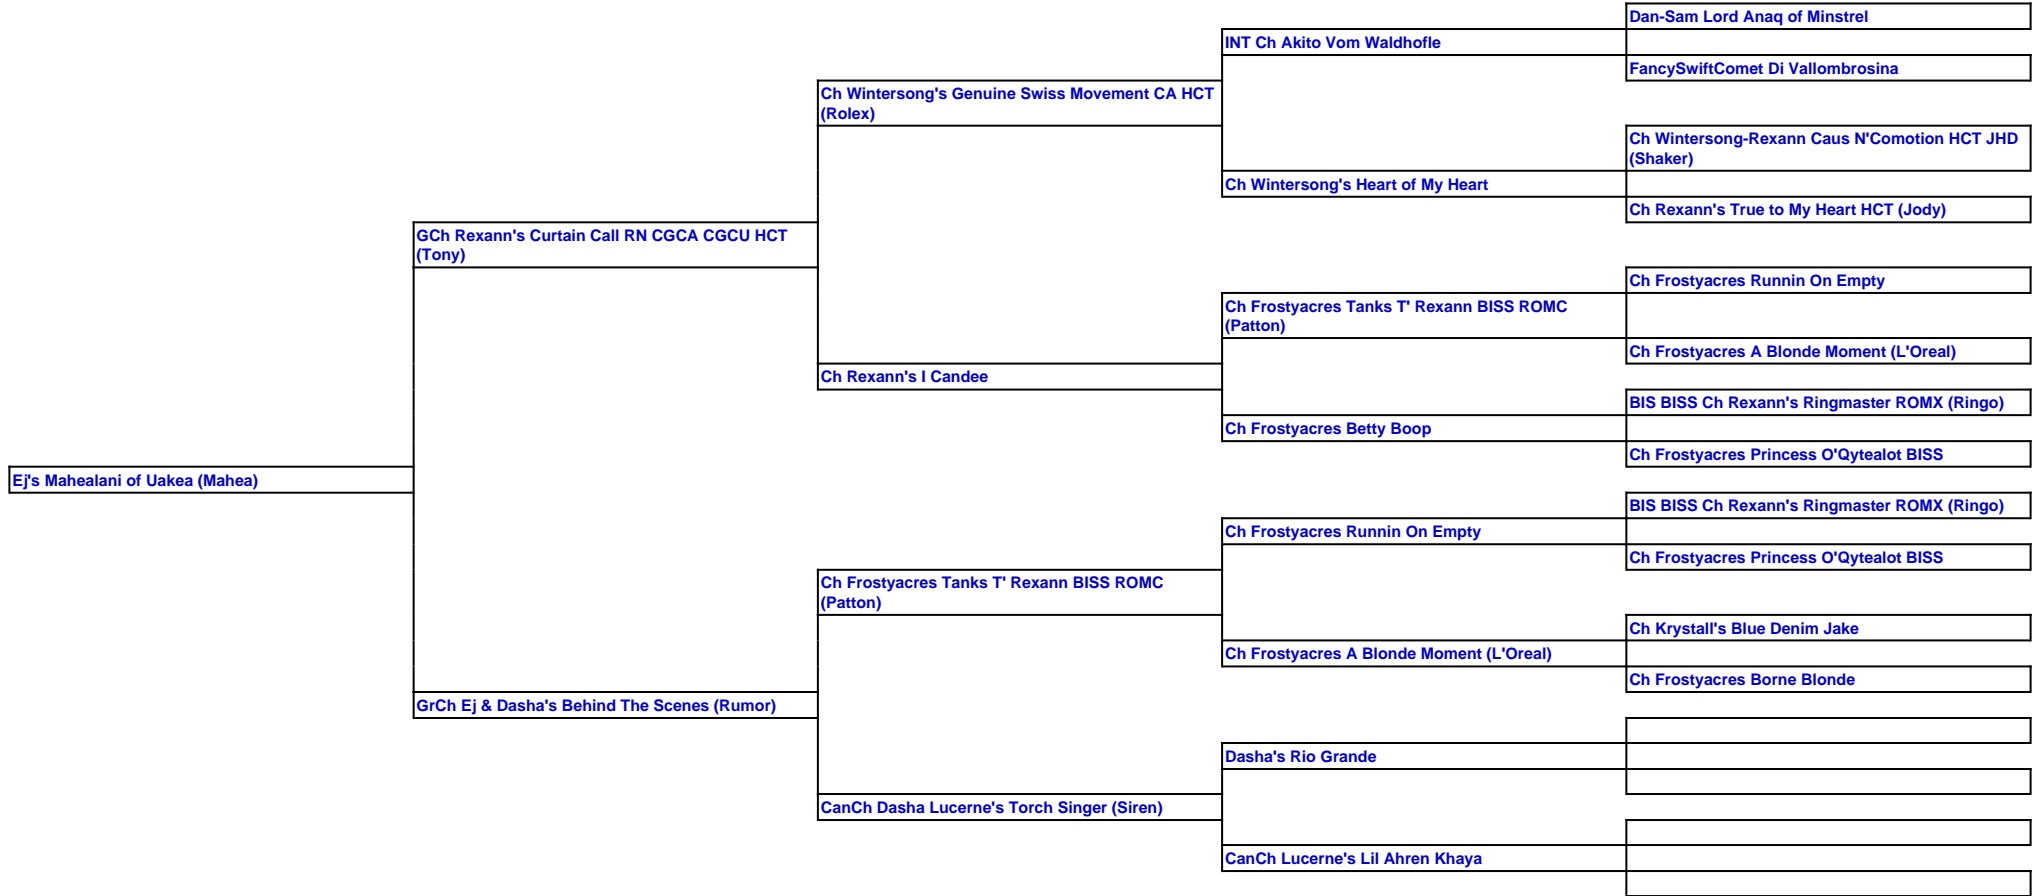 Dan-Sam Lord Anaq of Minstrel
INT Ch Akito Vom Waldhofle
FancySwiftComet Di Vallombrosina
Ch Wintersong's Genuine Swiss Movement CA HCT
(Rolex)
Ch Wintersong-Rexann Caus N'Comotion HCT JHD
(Shaker)
Ch Wintersong's Heart of My Heart
Ch Rexann's True to My Heart HCT (Jody)
GCh Rexann's Curtain Call RN CGCA CGCU HCT
(Tony)
Ch Frostyacres Runnin On Empty
Ch Frostyacres Tanks T' Rexann BISS ROMC
(Patton)
Ch Frostyacres A Blonde Moment (L'Oreal)
Ch Rexann's I Candee
BIS BISS Ch Rexann's Ringmaster ROMX (Ringo)
Ch Frostyacres Betty Boop
Ch Frostyacres Princess O'Qytealot BISS
Ej's Mahealani of Uakea (Mahea)
BIS BISS Ch Rexann's Ringmaster ROMX (Ringo)
Ch Frostyacres Runnin On Empty
Ch Frostyacres Princess O'Qytealot BISS
Ch Frostyacres Tanks T' Rexann BISS ROMC
(Patton)
Ch Krystall's Blue Denim Jake
Ch Frostyacres A Blonde Moment (L'Oreal)
Ch Frostyacres Borne Blonde
GrCh Ej & Dasha's Behind The Scenes (Rumor)
Dasha's Rio Grande
CanCh Dasha Lucerne's Torch Singer (Siren)
CanCh Lucerne's Lil Ahren Khaya